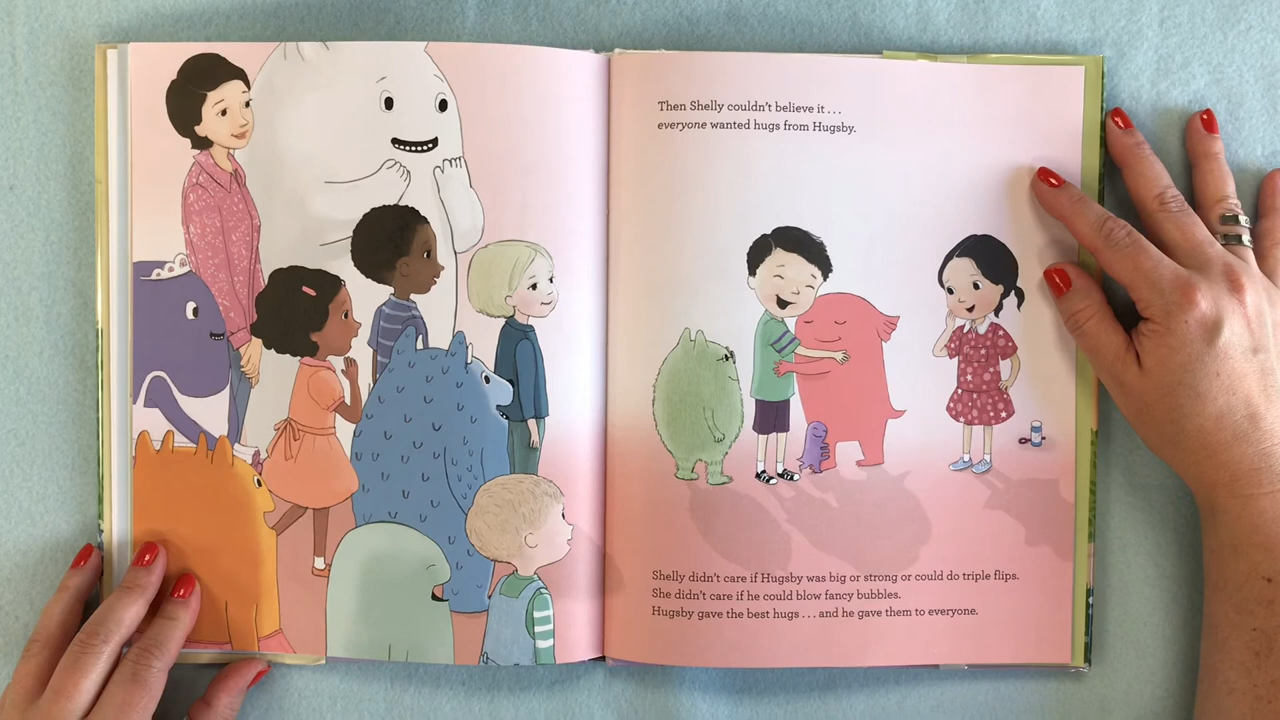 Then Shelly couldn't believe it...
everyone wanted hugs from Hugsby.
Shelly didn't care if Hugsby was big or strong or could do triple flips.
She didn't care if he could blow fancy bubbles.
Hugsby gave the best hugs... and he gave them to everyone.